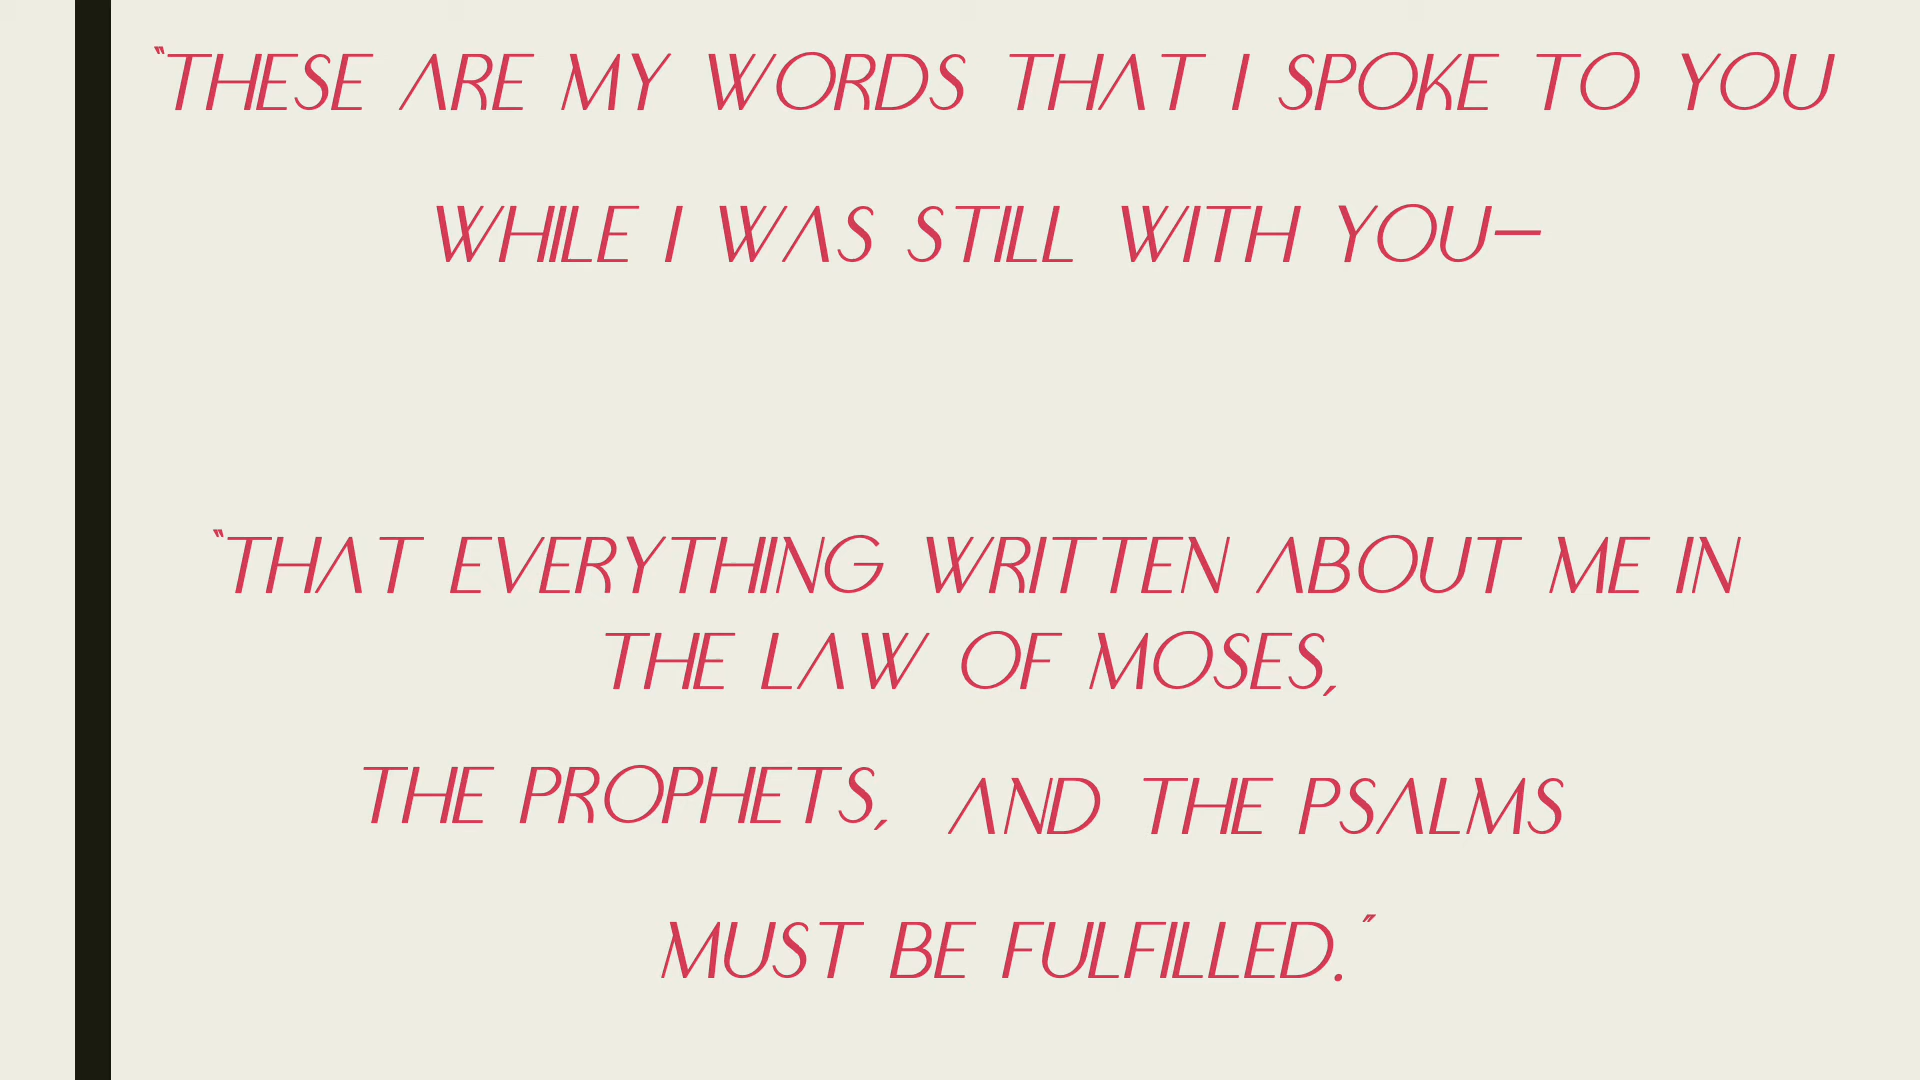 “THESE ARE MY WORDS THAT I SPOKE TO YOU
WHILE I WAS STILL WITH YOU—
“THAT EVERYTHING WRITTEN ABOUT ME IN
THE LAW OF MOSES,
THE PROPHETS, AND THE PSALMS
MUST BE FULFILLED.”